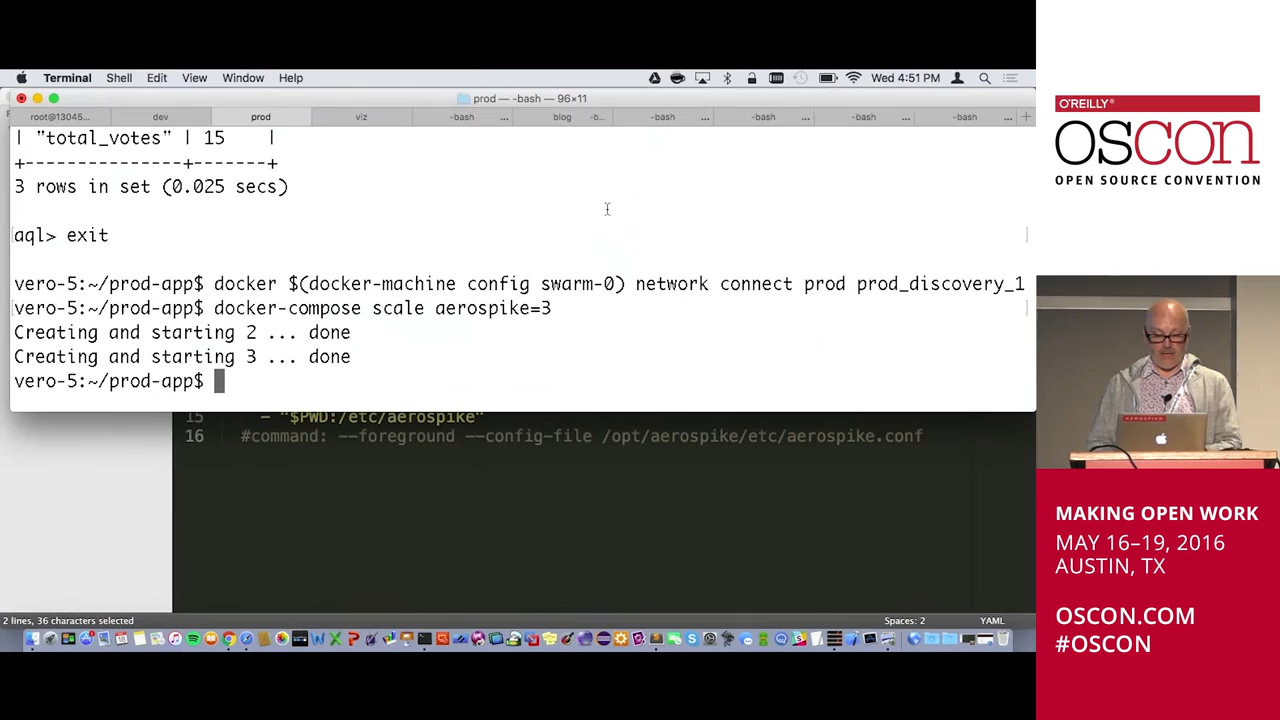 Terminal Shell Edit View Window Help
Wed 4:51 PM
prod — -bash — 96×11
root@13045... dev prod viz -bash ... blog -b... -bash ... -bash ... -bash ... -bash ...
| "total_votes" | 15 |
+---------------+-------+
3 rows in set (0.025 secs)
aql> exit
vero-5:~/prod-app$ docker $(docker-machine config swarm-0) network connect prod prod_discovery_1
vero-5:~/prod-app$ docker-compose scale aerospike=3
Creating and starting 2 ... done
Creating and starting 3 ... done
vero-5:~/prod-app$
15 - "$PWD:/etc/aerospike"
16 #command: --foreground --config-file /opt/aerospike/etc/aerospike.conf
2 lines, 36 characters selected
Spaces: 2
YAML
O'REILLY®
OSCON
OPEN SOURCE CONVENTION
AEROSPIKE
MAKING OPEN WORK
MAY 16–19, 2016
AUSTIN, TX
OSCON.COM
#OSCON